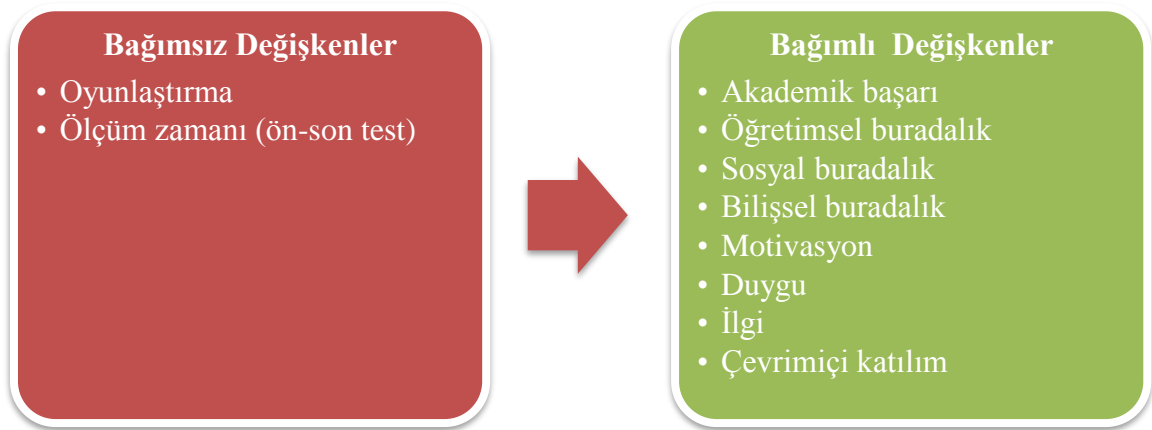 Bağımsız Değişkenler
• Oyunlaştırma
• Ölçüm zamanı (ön-son test)
Bağımlı Değişkenler
• Akademik başarı
• Öğretimsel buradalık
• Sosyal buradalık
• Bilişsel buradalık
• Motivasyon
• Duygu
• İlgi
• Çevrimiçi katılım